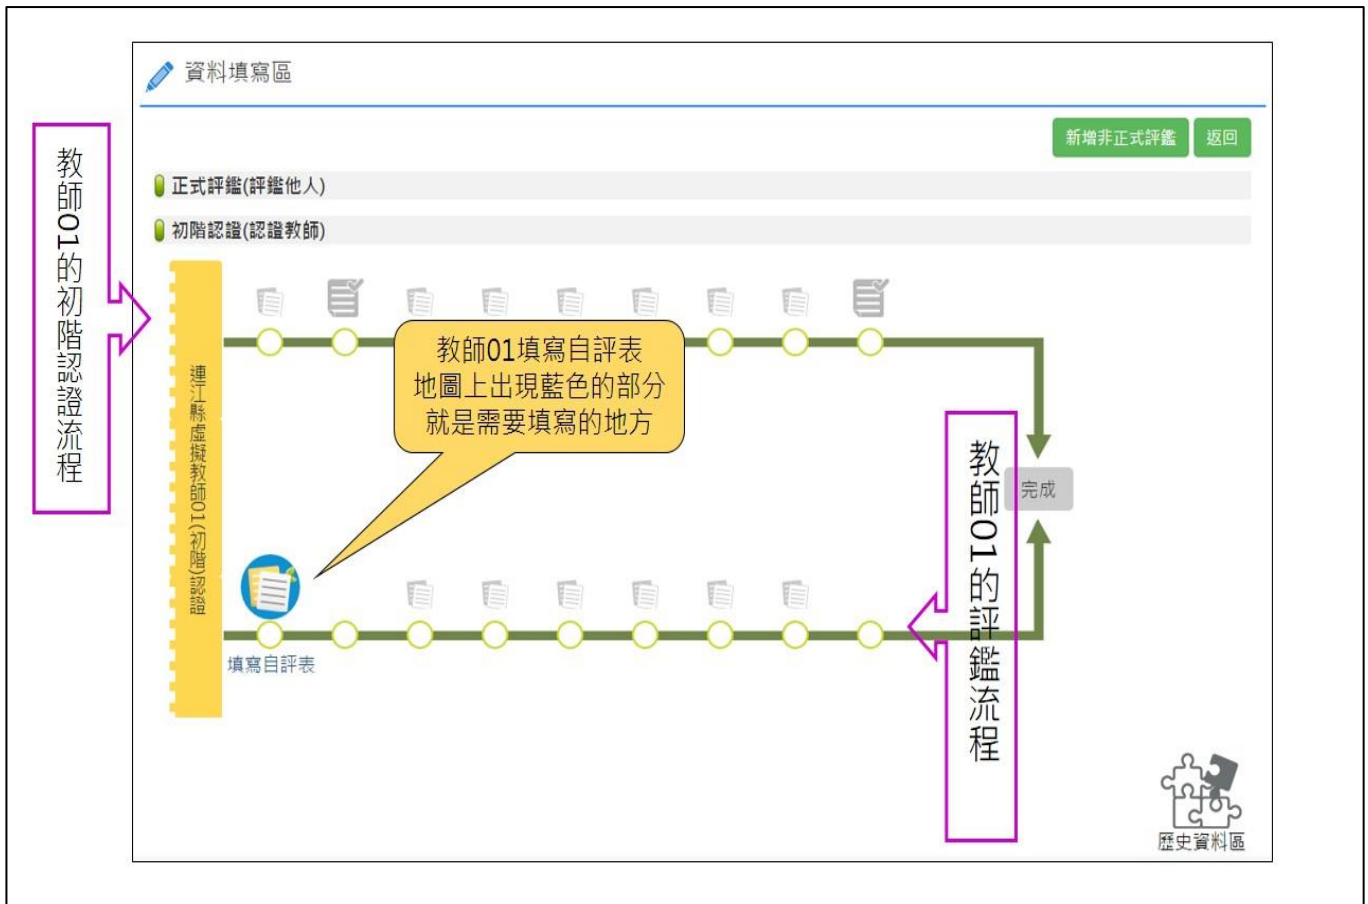 資料填寫區
新增非正式評鑑
返回
正式評鑑(評鑑他人)
初階認證(認證教師)
教師01的初階認證流程
連江縣虛擬教師01(初階)認證
教師01填寫自評表
地圖上出現藍色的部分
就是需要填寫的地方
完成
教師01的評鑑流程
填寫自評表
歷史資料區